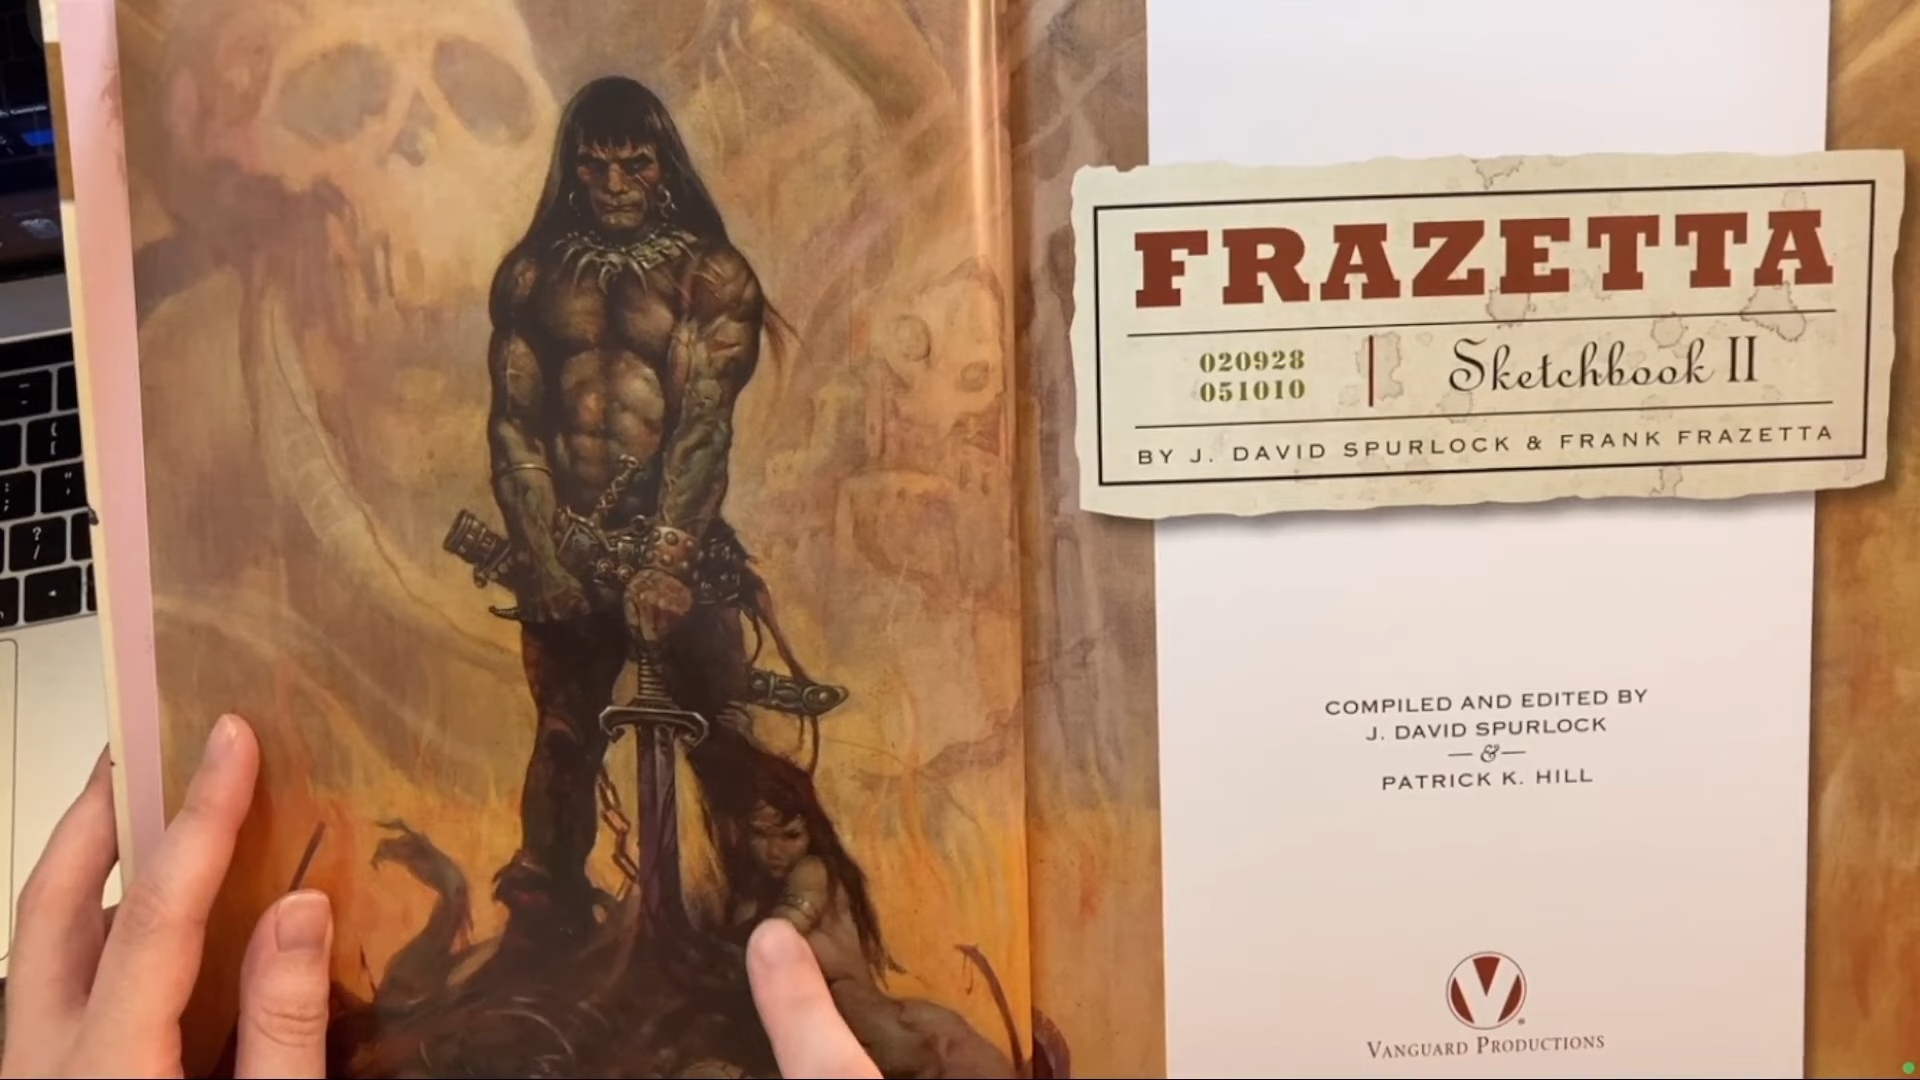 FRAZETTA
020928
051010
Sketchbook II
BY J. DAVID SPURLOCK & FRANK FRAZETTA
COMPILED AND EDITED BY
J. DAVID SPURLOCK
— & —
PATRICK K. HILL
V
VANGUARD PRODUCTIONS